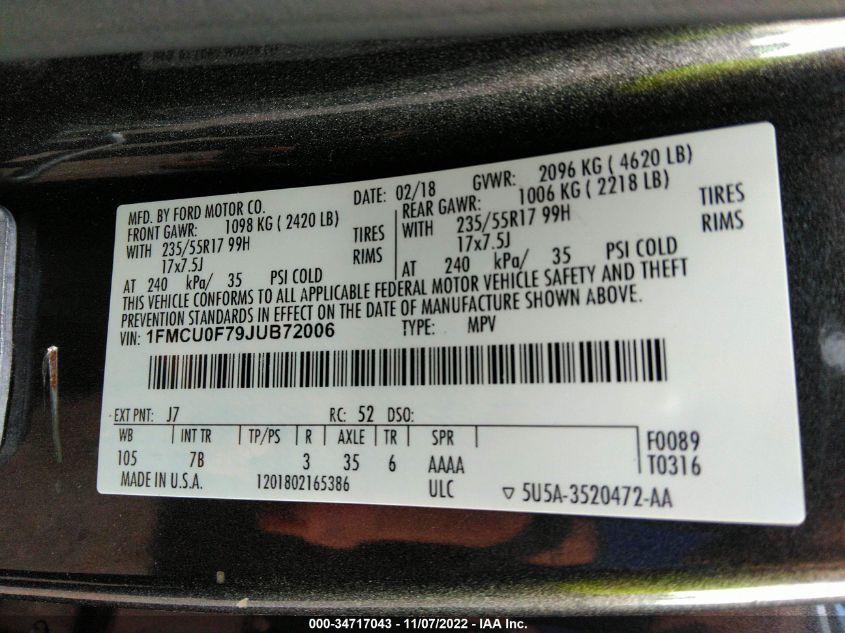 MFD. BY FORD MOTOR CO.
DATE: 02/18 GVWR: 2096 KG ( 4620 LB)
FRONT GAWR: 1098 KG ( 2420 LB)
WITH 235/55R17 99H TIRES
17x7.5J RIMS
AT 240 kPa/ 35 PSI COLD
REAR GAWR: 1006 KG ( 2218 LB)
WITH 235/55R17 99H TIRES
17x7.5J RIMS
AT 240 kPa/ 35 PSI COLD
THIS VEHICLE CONFORMS TO ALL APPLICABLE FEDERAL MOTOR VEHICLE SAFETY AND THEFT
PREVENTION STANDARDS IN EFFECT ON THE DATE OF MANUFACTURE SHOWN ABOVE.
VIN: 1FMCU0F79JUB72006 TYPE: MPV
EXT PNT: J7 RC: 52 DSO:
WB INT TR TP/PS R AXLE TR SPR F0089
105 7B 3 35 6 AAAA T0316
MADE IN U.S.A. 1201802165386 ULC ▽ 5U5A-3520472-AA
000-34717043 - 11/07/2022 - IAA Inc.